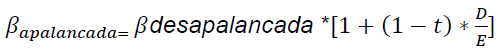 β_apalancada= βdesapalancada *[1 + (1 − t) ∗ D/E]